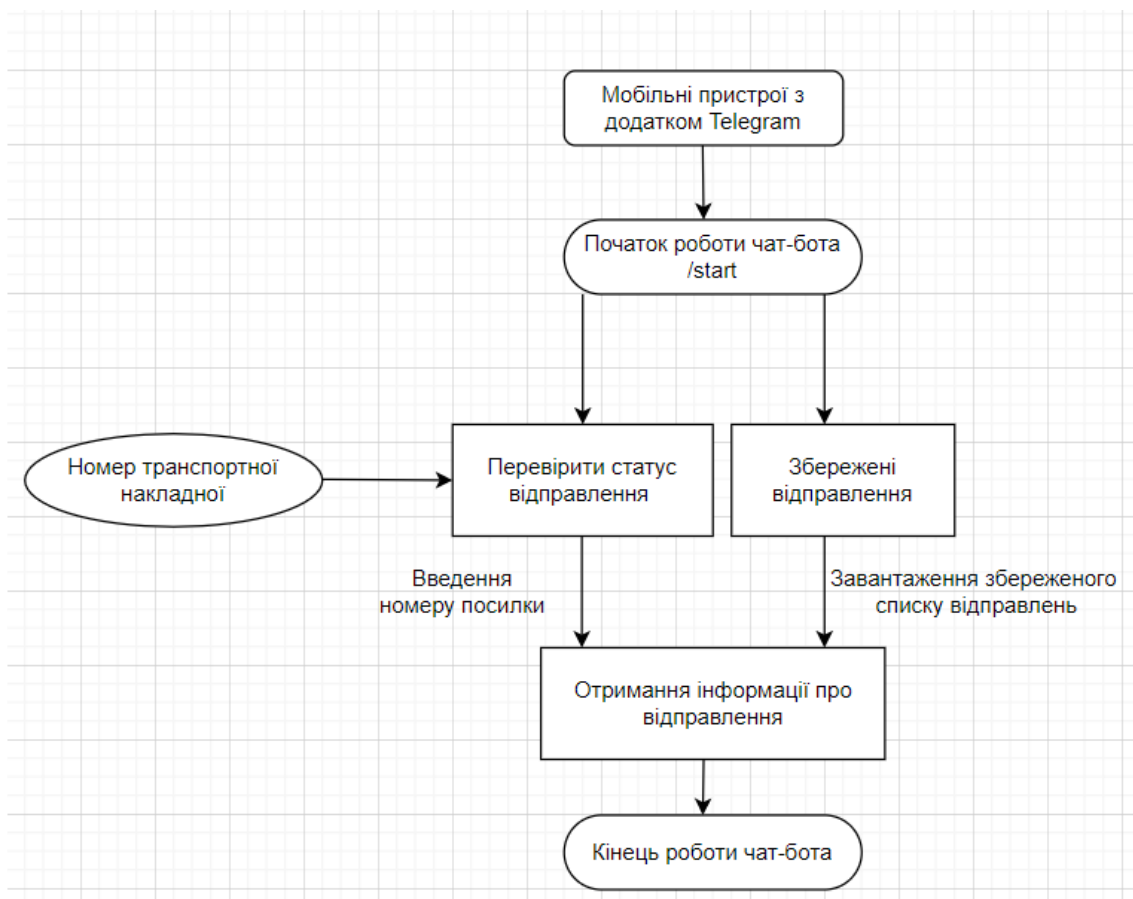 Мобільні пристрої з
додатком Telegram
Початок роботи чат-бота
/start
Номер транспортної
накладної
Перевірити статус
відправлення
Збережені
відправлення
Введення
номеру посилки
Завантаження збереженого
списку відправлень
Отримання інформації про
відправлення
Кінець роботи чат-бота